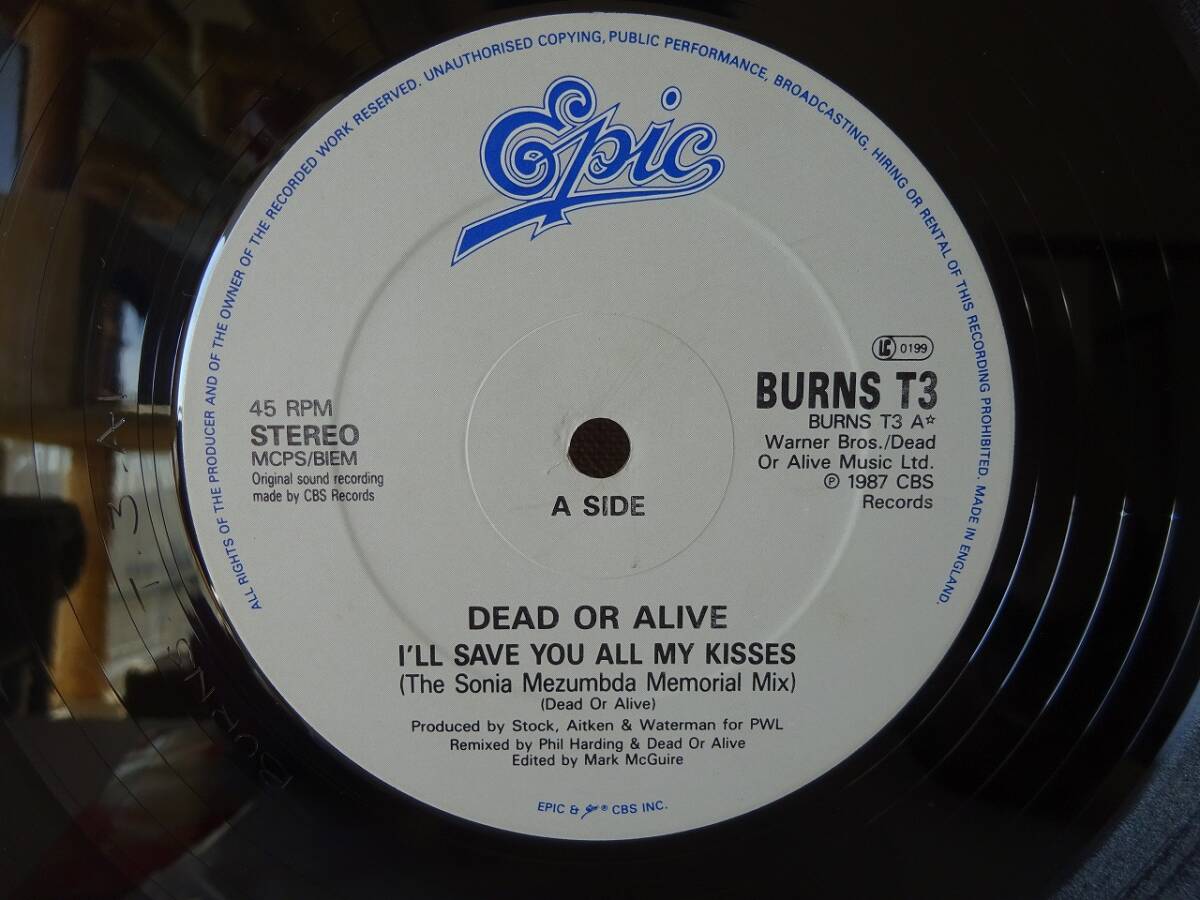 ALL RIGHTS OF THE PRODUCER AND OF THE OWNER OF THE RECORDED WORK RESERVED. UNAUTHORISED COPYING, PUBLIC PERFORMANCE, BROADCASTING, HIRING OR RENTAL OF THIS RECORDING PROHIBITED. MADE IN ENGLAND.
Epic
LC 0199
45 RPM
STEREO
MCPS/BIEM
Original sound recording
made by CBS Records
BURNS T3
BURNS T3 A☆
Warner Bros./Dead
Or Alive Music Ltd.
℗ 1987 CBS
Records
A SIDE
DEAD OR ALIVE
I'LL SAVE YOU ALL MY KISSES
(The Sonia Mezumbda Memorial Mix)
(Dead Or Alive)
Produced by Stock, Aitken & Waterman for PWL
Remixed by Phil Harding & Dead Or Alive
Edited by Mark McGuire
EPIC & Epic ® CBS INC.
BURNS. T. 3-A